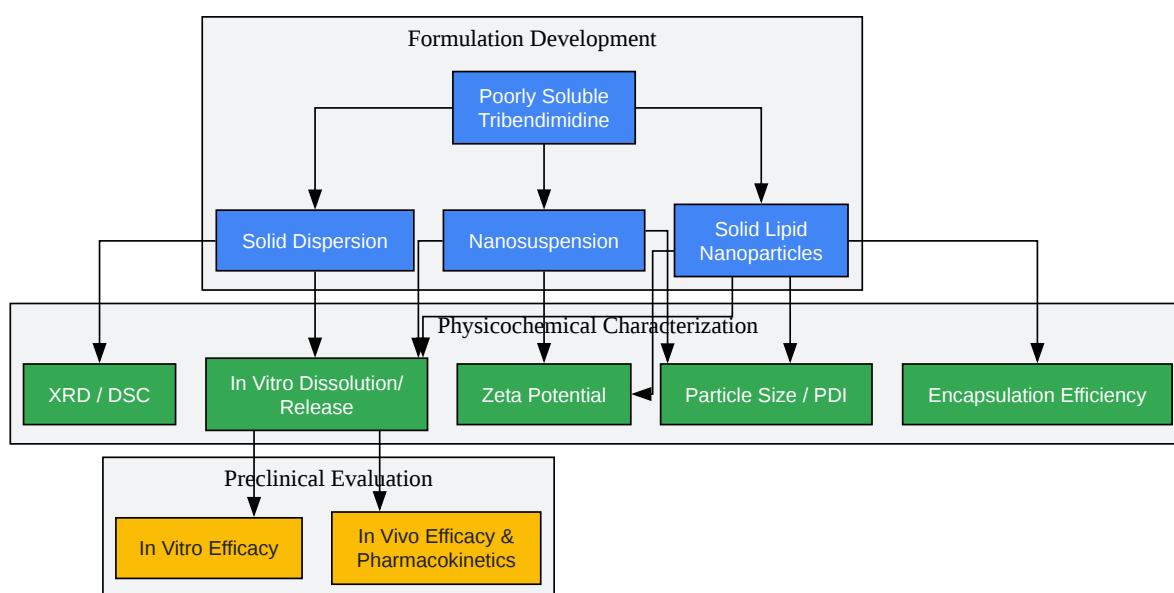 Formulation Development
Poorly Soluble
Tribendimidine
Solid Dispersion
Nanosuspension
Solid Lipid
Nanoparticles
Physicochemical Characterization
XRD / DSC
In Vitro Dissolution/
Release
Zeta Potential
Particle Size / PDI
Encapsulation Efficiency
Preclinical Evaluation
In Vitro Efficacy
In Vivo Efficacy &
Pharmacokinetics